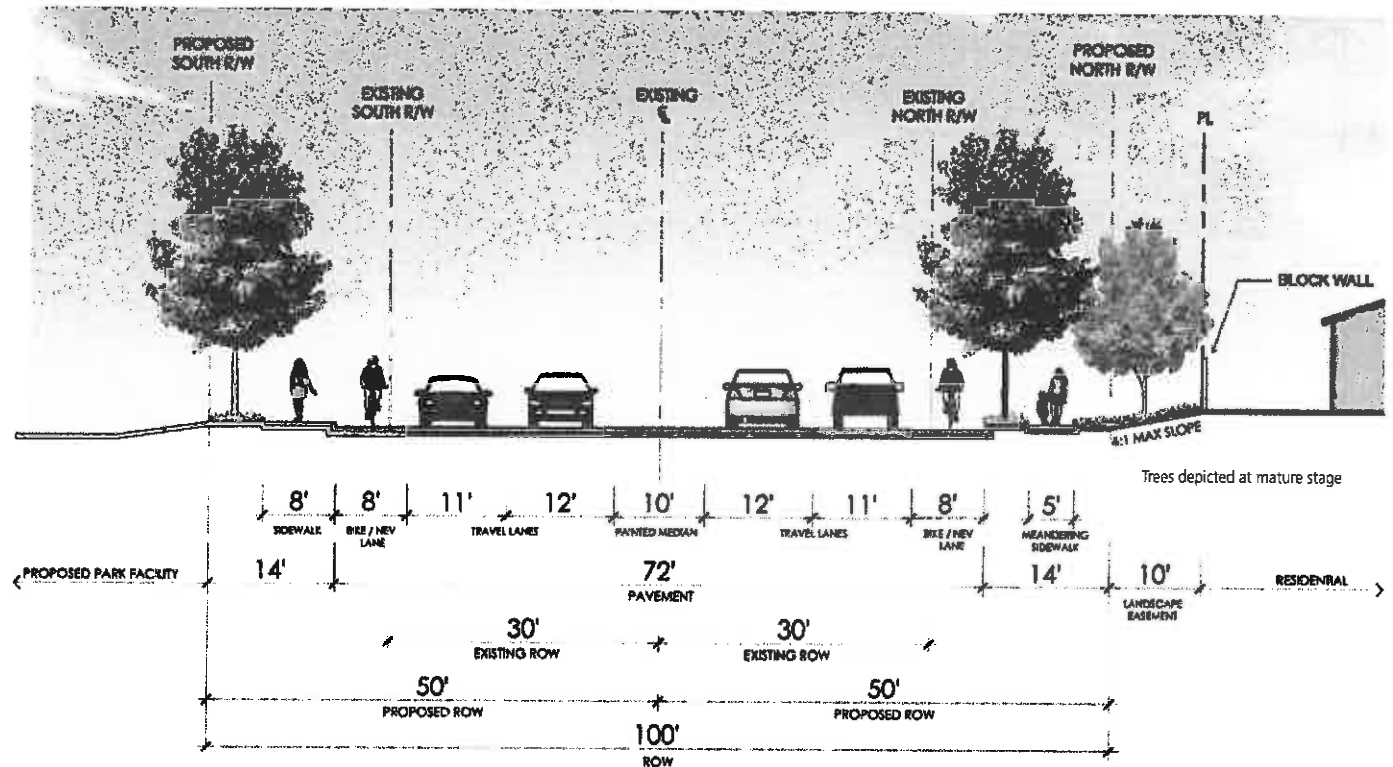 PROPOSED
SOUTH R/W
EXISTING
SOUTH R/W
EXISTING
℄
EXISTING
NORTH R/W
PROPOSED
NORTH R/W
PL
BLOCK WALL
4:1 MAX SLOPE
Trees depicted at mature stage
8'
SIDEWALK
8'
BIKE / NEV
LANE
11'
12'
TRAVEL LANES
10'
PAINTED MEDIAN
12'
11'
TRAVEL LANES
8'
BIKE / NEV
LANE
5'
MEANDERING
SIDEWALK
PROPOSED PARK FACILITY
14'
72'
PAVEMENT
14'
10'
LANDSCAPE
EASEMENT
RESIDENTIAL
30'
EXISTING ROW
30'
EXISTING ROW
50'
PROPOSED ROW
50'
PROPOSED ROW
100'
ROW